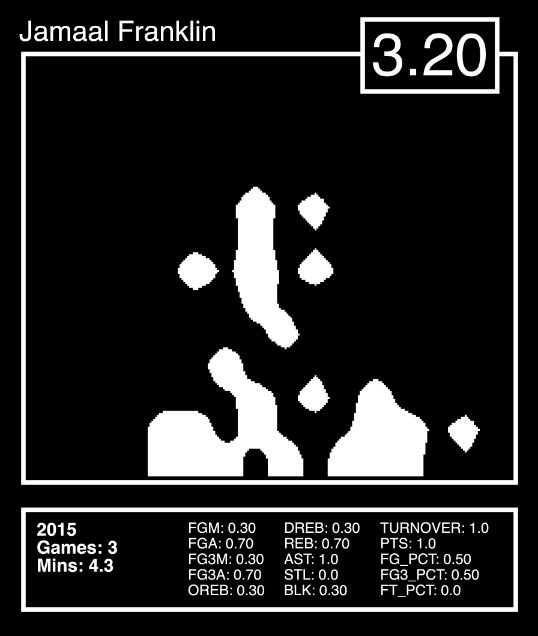 Jamaal Franklin
3.20
2015
Games: 3
Mins: 4.3
FGM: 0.30
FGA: 0.70
FG3M: 0.30
FG3A: 0.70
OREB: 0.30
DREB: 0.30
REB: 0.70
AST: 1.0
STL: 0.0
BLK: 0.30
TURNOVER: 1.0
PTS: 1.0
FG_PCT: 0.50
FG3_PCT: 0.50
FT_PCT: 0.0